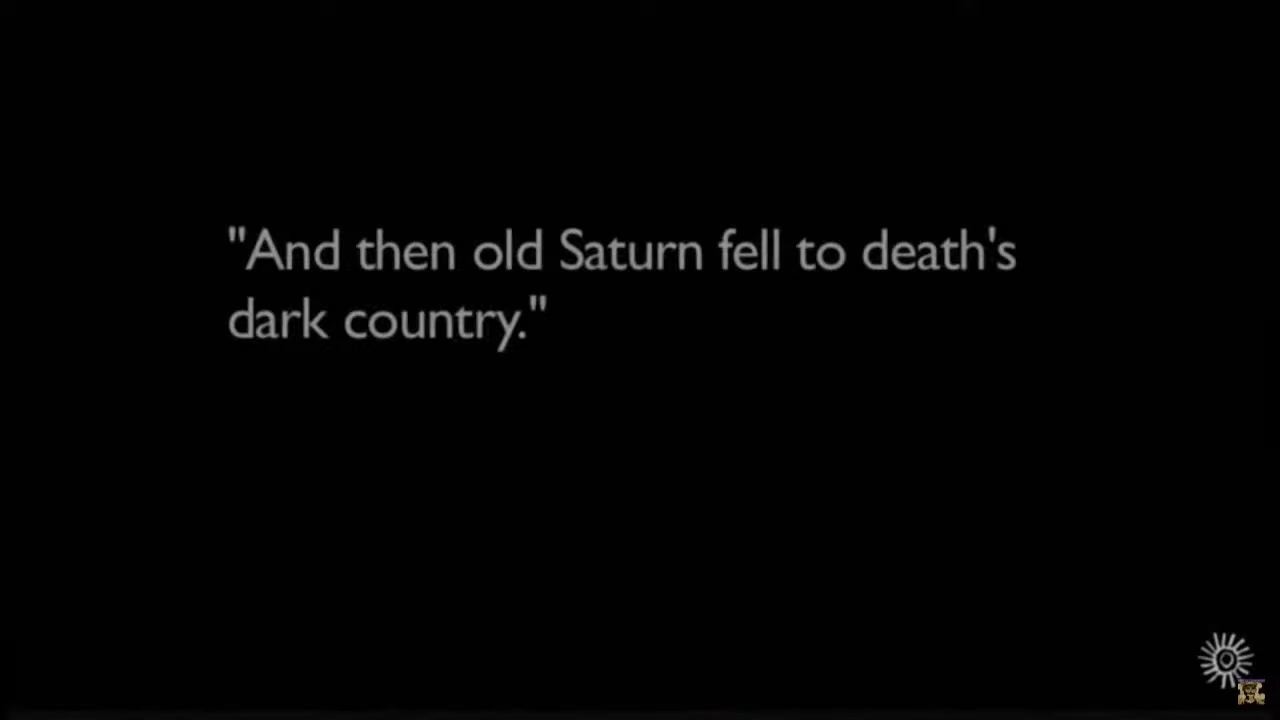 "And then old Saturn fell to death's
dark country."